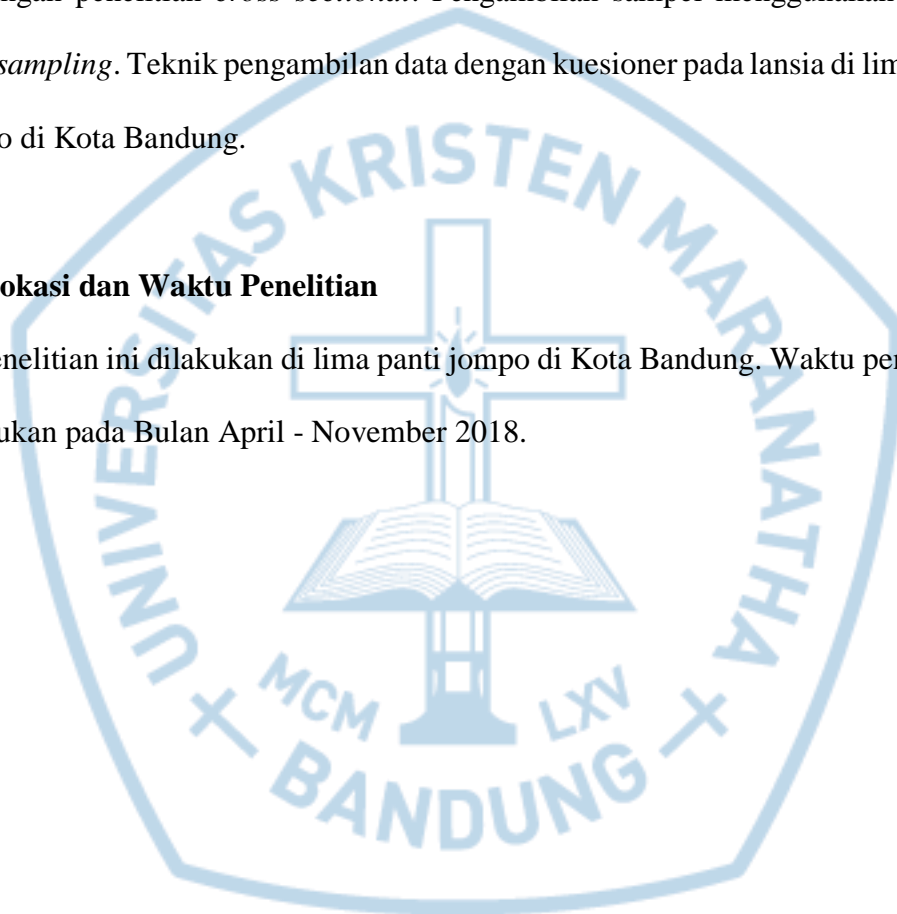 ngan penelitian cross sectional. Pengambilan sampel menggunakan
sampling. Teknik pengambilan data dengan kuesioner pada lansia di lim
o di Kota Bandung.
okasi dan Waktu Penelitian
enelitian ini dilakukan di lima panti jompo di Kota Bandung. Waktu pen
ukan pada Bulan April - November 2018.
UNIVERSITAS KRISTEN MARANATHA
MCM LXV
BANDUNG